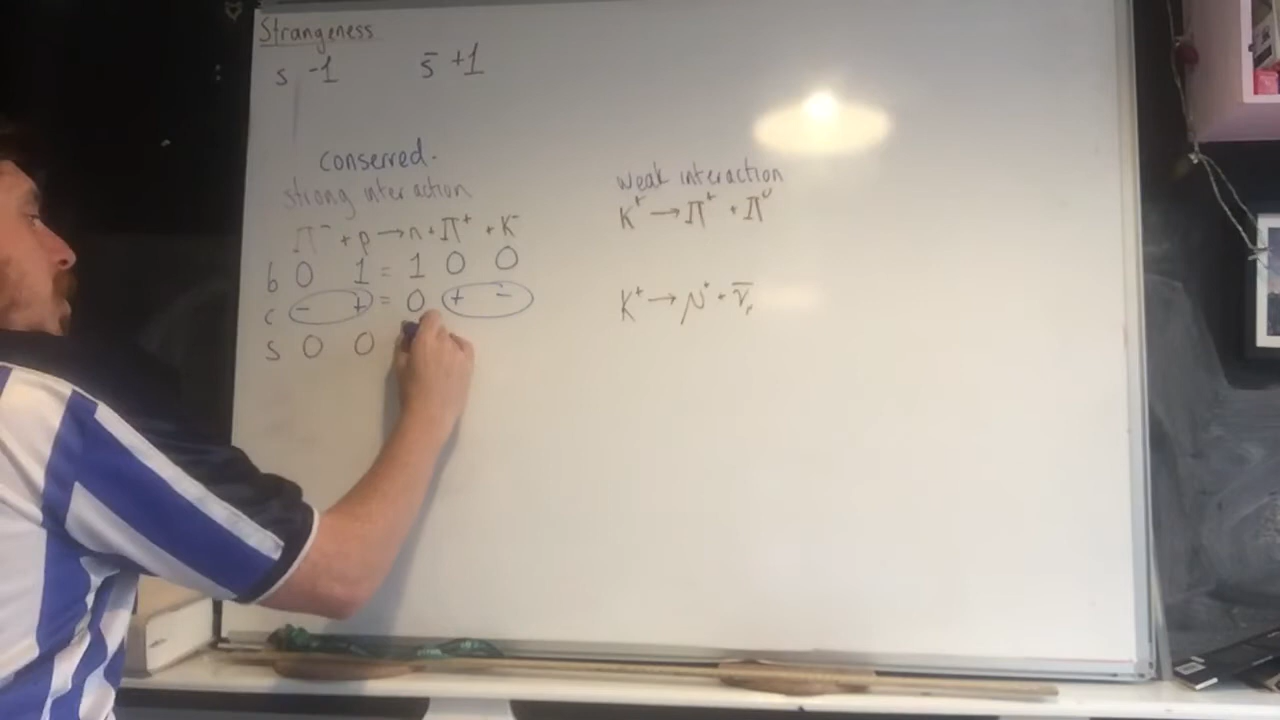 Strangeness
s -1 s̄ +1
conserved.
strong interaction
π⁻ + p → n + π⁺ + K⁻
b 0 1 = 1 0 0
c - + = 0 + -
s 0 0
weak interaction
K⁺ → π⁺ + π⁰
K⁺ → μ⁺ + ν̄μ